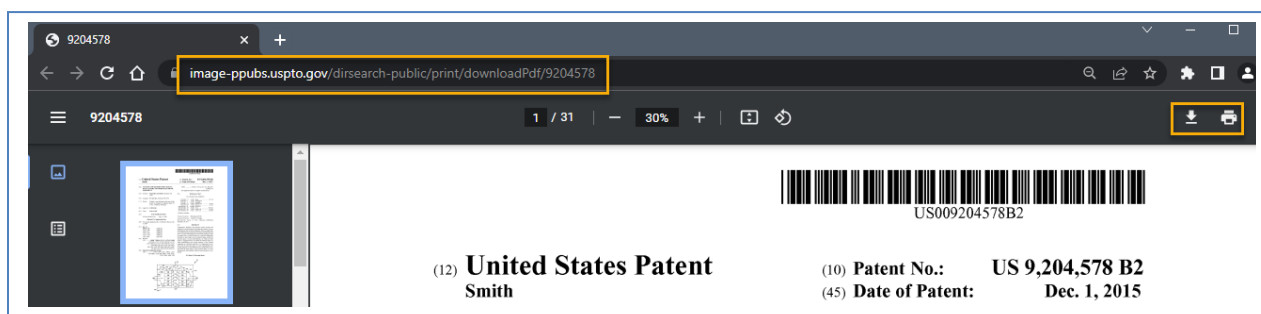 9204578
image-ppubs.uspto.gov/dirsearch-public/print/downloadPdf/9204578
9204578
1 / 31
30%
US009204578B2
(12) United States Patent
Smith
(10) Patent No.: US 9,204,578 B2
(45) Date of Patent: Dec. 1, 2015